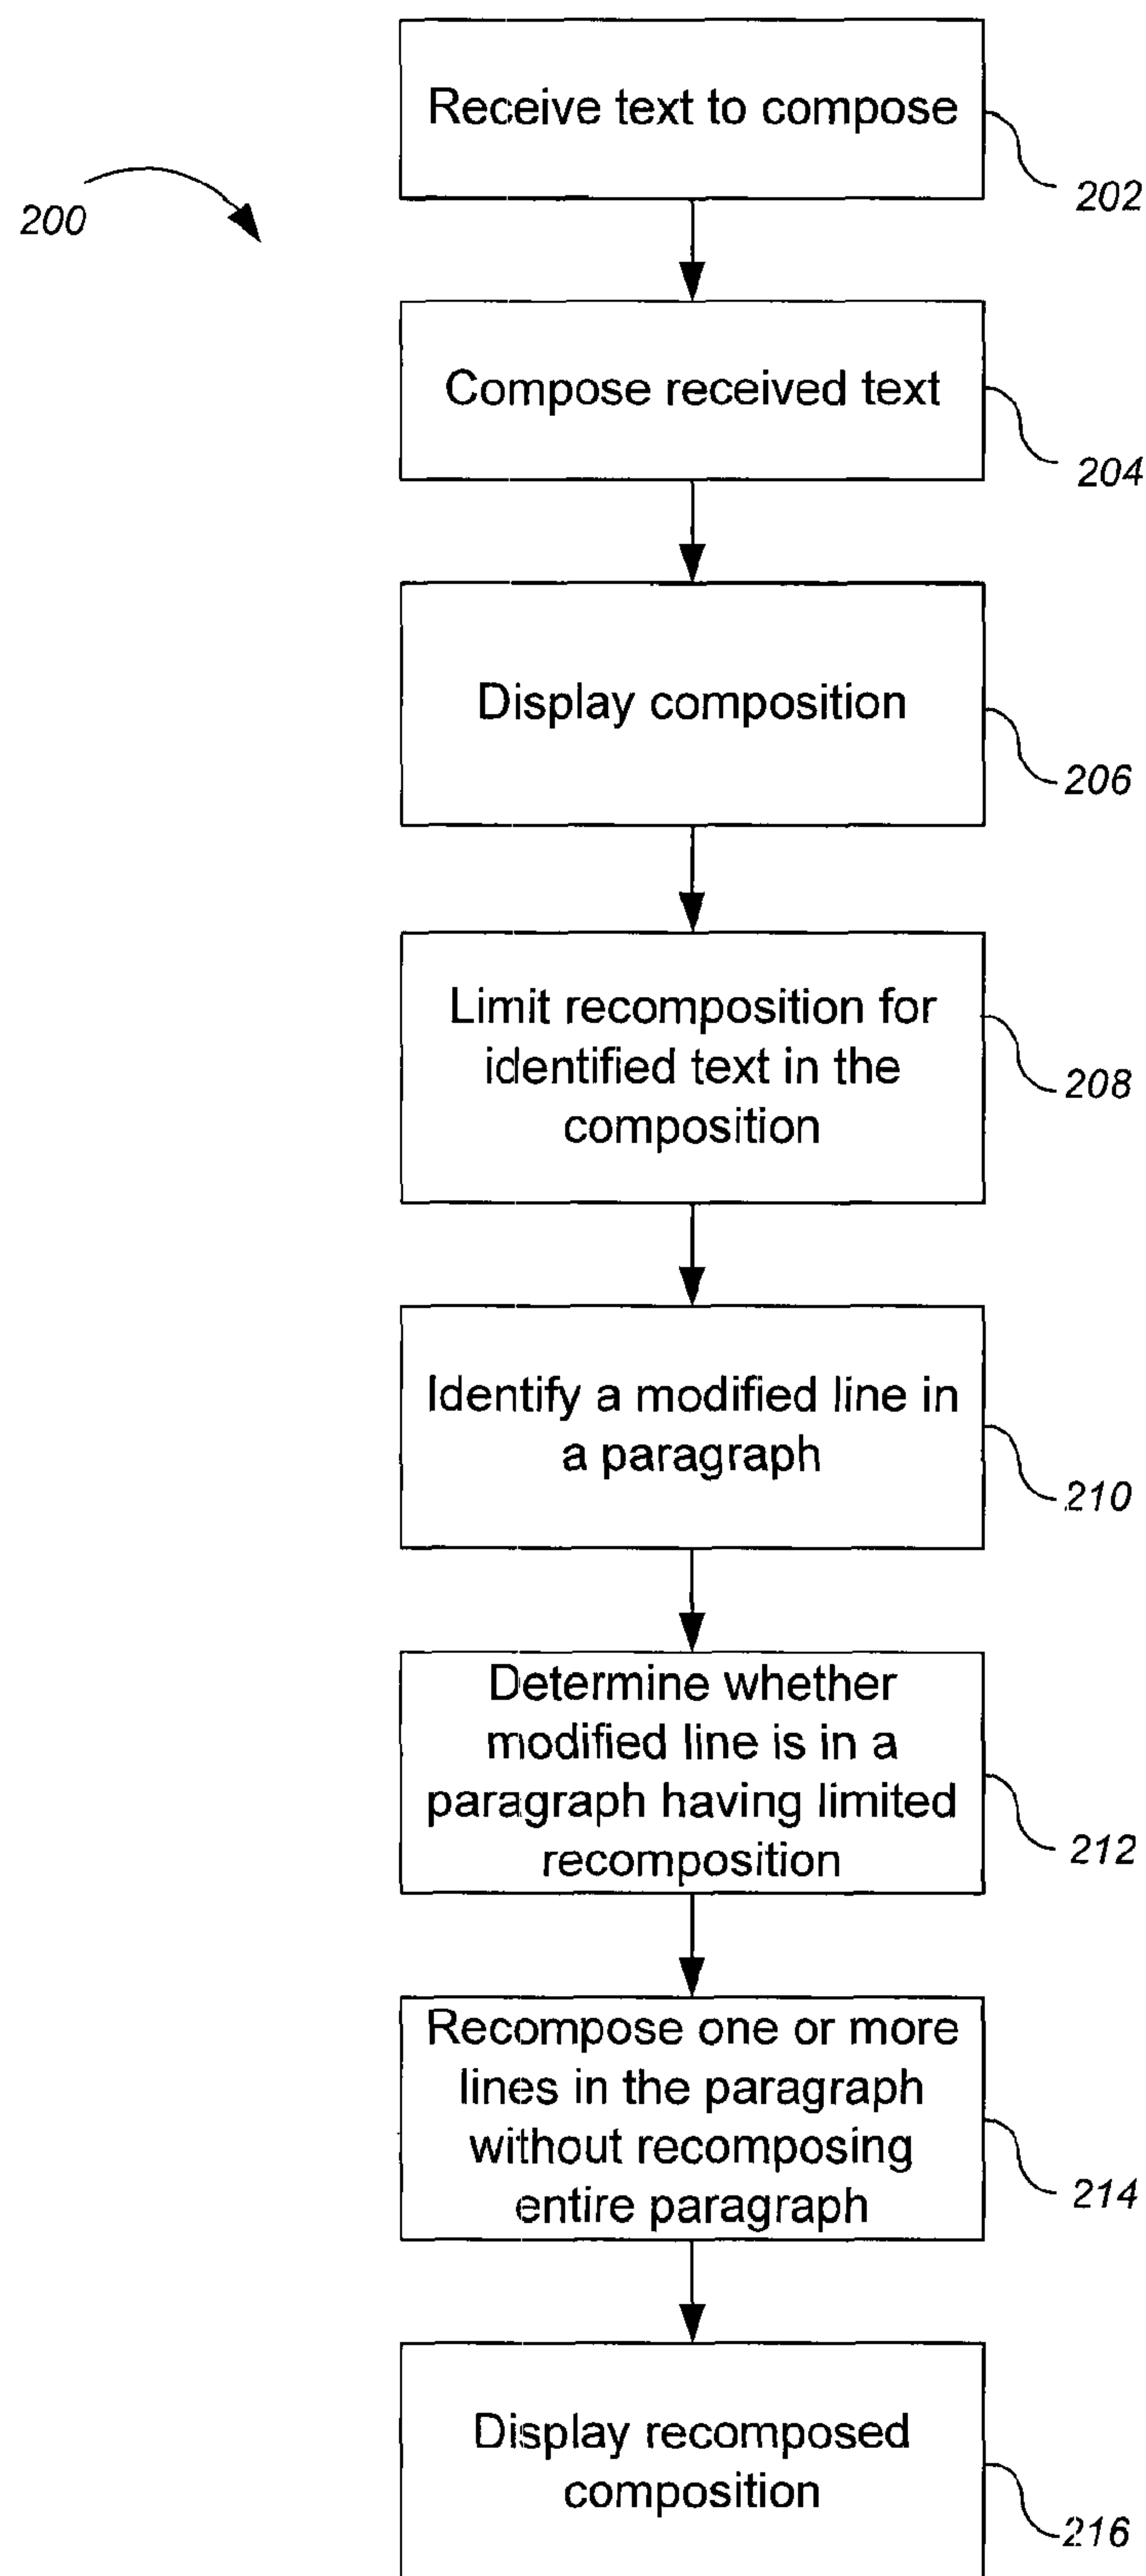 Receive text to compose
202
200
Compose received text
204
Display composition
206
Limit recomposition for
identified text in the
composition
208
Identify a modified line in
a paragraph
210
Determine whether
modified line is in a
paragraph having limited
recomposition
212
Recompose one or more
lines in the paragraph
without recomposing
entire paragraph
214
Display recomposed
composition
216